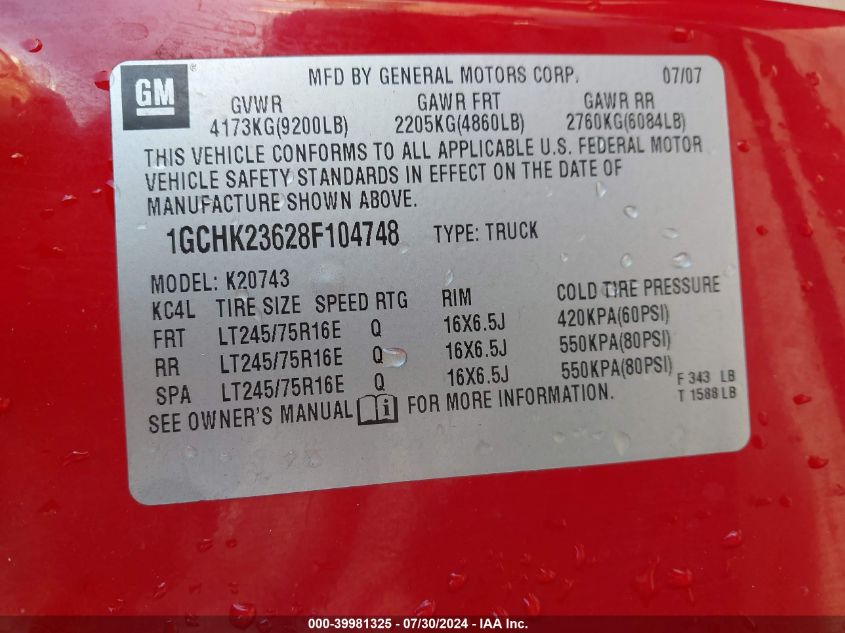 GM® MFD BY GENERAL MOTORS CORP. 07/07
GVWR GAWR FRT GAWR RR
4173KG(9200LB) 2205KG(4860LB) 2760KG(6084LB)
THIS VEHICLE CONFORMS TO ALL APPLICABLE U.S. FEDERAL MOTOR
VEHICLE SAFETY STANDARDS IN EFFECT ON THE DATE OF
MANUFACTURE SHOWN ABOVE.
1GCHK23628F104748 TYPE: TRUCK
MODEL: K20743
KC4L TIRE SIZE SPEED RTG RIM COLD TIRE PRESSURE
FRT LT245/75R16E Q 16X6.5J 420KPA(60PSI)
RR LT245/75R16E Q 16X6.5J 550KPA(80PSI)
SPA LT245/75R16E Q 16X6.5J 550KPA(80PSI)
F 343 LB
T 1588 LB
SEE OWNER'S MANUAL i FOR MORE INFORMATION.
000-39981325 - 07/30/2024 - IAA Inc.